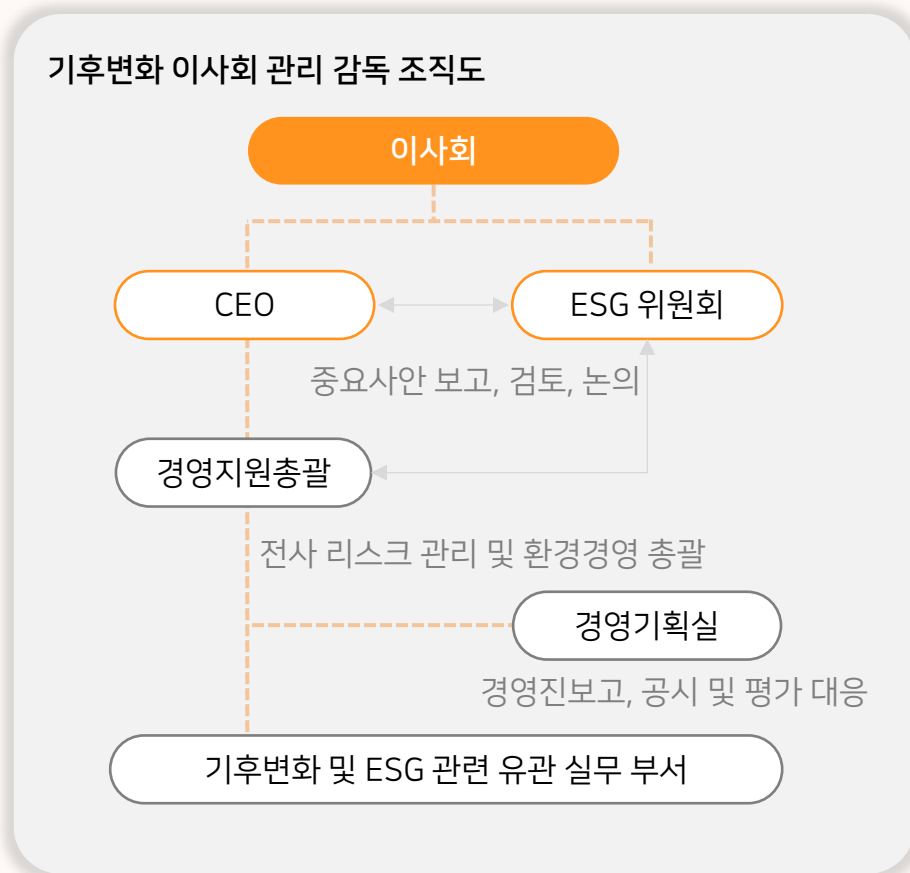 기후변화 이사회 관리 감독 조직도
이사회
CEO
ESG 위원회
중요사안 보고, 검토, 논의
경영지원총괄
전사 리스크 관리 및 환경경영 총괄
경영기획실
경영진보고, 공시 및 평가 대응
기후변화 및 ESG 관련 유관 실무 부서